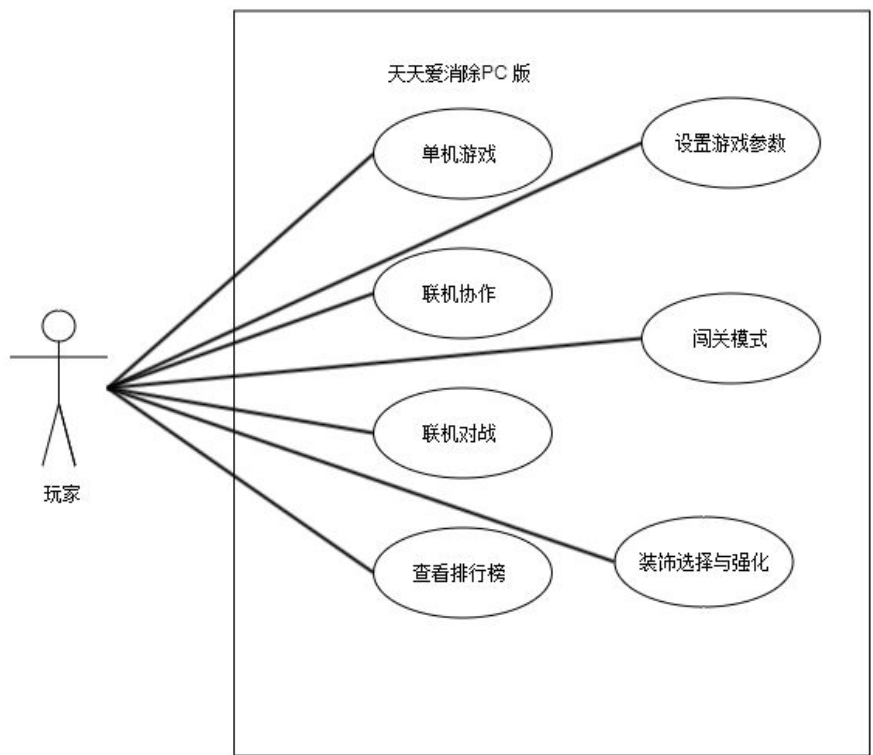 天天爱消除PC 版
单机游戏
设置游戏参数
联机协作
闯关模式
联机对战
玩家
查看排行榜
装饰选择与强化